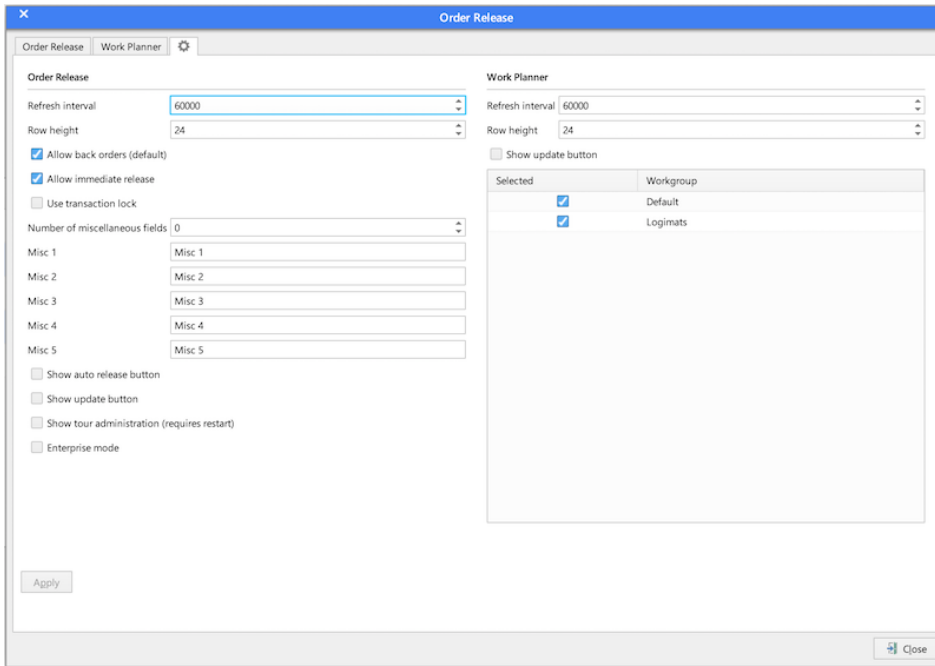 Order Release
Order Release
Work Planner
Order Release
Refresh interval 60000
Row height 24
Allow back orders (default)
Allow immediate release
Use transaction lock
Number of miscellaneous fields 0
Misc 1 Misc 1
Misc 2 Misc 2
Misc 3 Misc 3
Misc 4 Misc 4
Misc 5 Misc 5
Show auto release button
Show update button
Show tour administration (requires restart)
Enterprise mode
Apply
Work Planner
Refresh interval 60000
Row height 24
Show update button
Selected Workgroup
Default
Logimats
Close